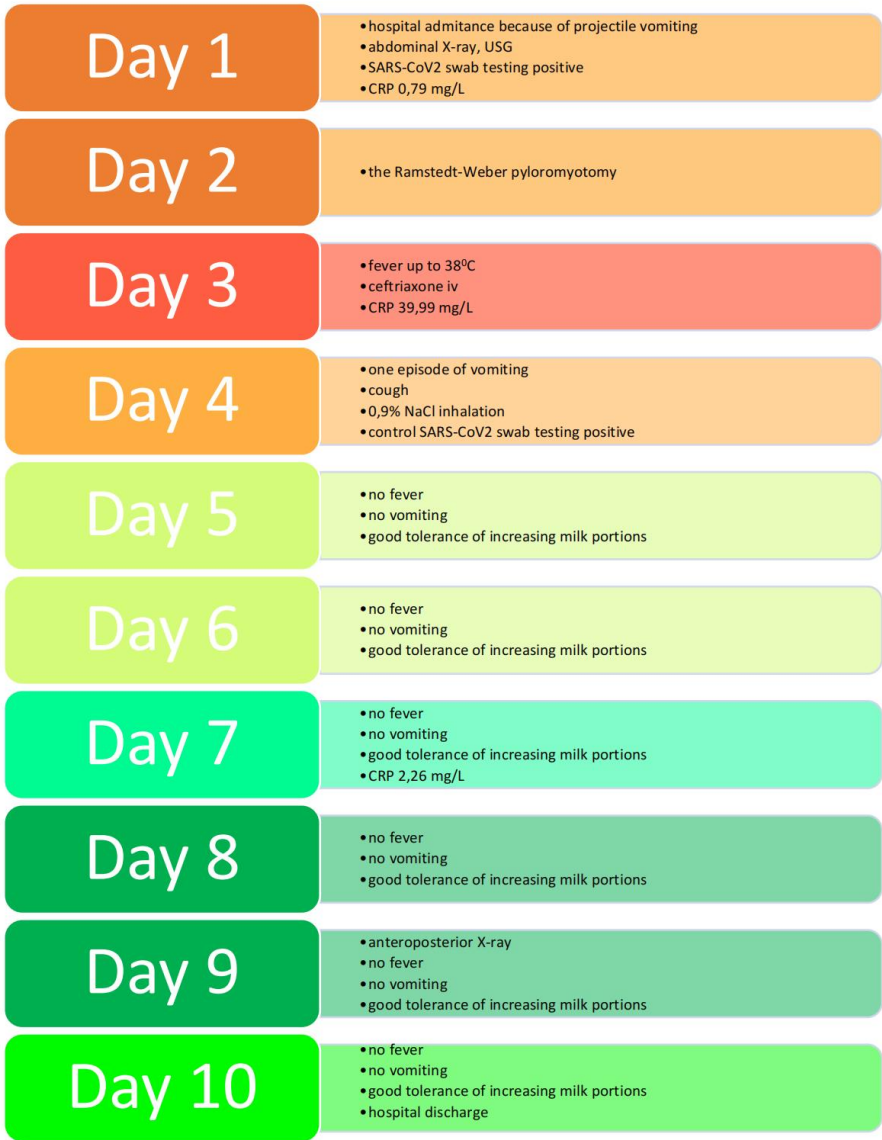 Day 1
•hospital admitance because of projectile vomiting
•abdominal X-ray, USG
•SARS-CoV2 swab testing positive
•CRP 0,79 mg/L
Day 2
•the Ramstedt-Weber pyloromyotomy
Day 3
•fever up to 38⁰C
•ceftriaxone iv
•CRP 39,99 mg/L
Day 4
•one episode of vomiting
•cough
•0,9% NaCl inhalation
•control SARS-CoV2 swab testing positive
Day 5
•no fever
•no vomiting
•good tolerance of increasing milk portions
Day 6
•no fever
•no vomiting
•good tolerance of increasing milk portions
Day 7
•no fever
•no vomiting
•good tolerance of increasing milk portions
•CRP 2,26 mg/L
Day 8
•no fever
•no vomiting
•good tolerance of increasing milk portions
Day 9
•anteroposterior X-ray
•no fever
•no vomiting
•good tolerance of increasing milk portions
Day 10
•no fever
•no vomiting
•good tolerance of increasing milk portions
•hospital discharge